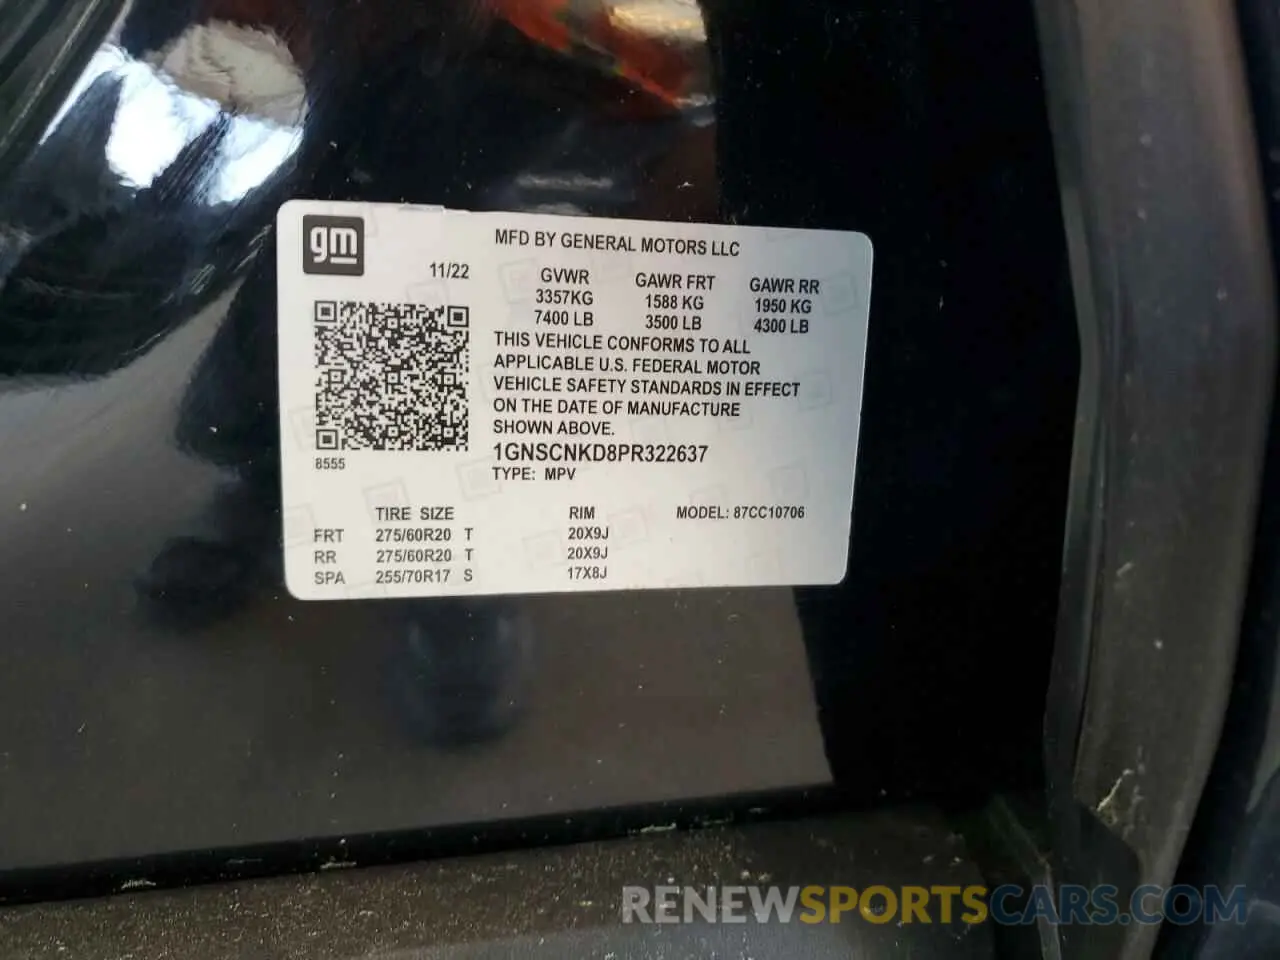 gm
MFD BY GENERAL MOTORS LLC
11/22
GVWR GAWR FRT GAWR RR
3357KG 1588 KG 1950 KG
7400 LB 3500 LB 4300 LB
THIS VEHICLE CONFORMS TO ALL
APPLICABLE U.S. FEDERAL MOTOR
VEHICLE SAFETY STANDARDS IN EFFECT
ON THE DATE OF MANUFACTURE
SHOWN ABOVE.
1GNSCNKD8PR322637
8555
TYPE: MPV
TIRE SIZE RIM MODEL: 87CC10706
FRT 275/60R20 T 20X9J
RR 275/60R20 T 20X9J
SPA 255/70R17 S 17X8J
RENEWSPORTSCARS.COM